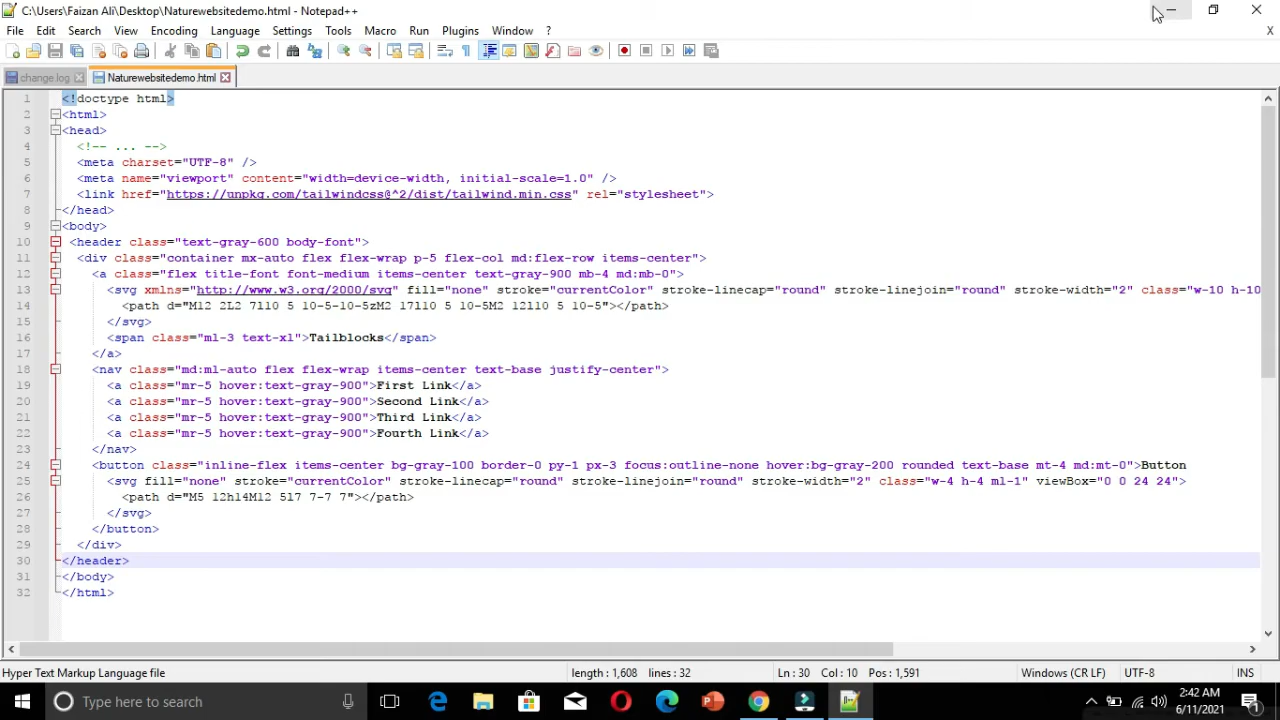 C:\Users\Faizan Ali\Desktop\Naturewebsitedemo.html - Notepad++
File Edit Search View Encoding Language Settings Tools Macro Run Plugins Window ? X
change.log Naturewebsitedemo.html
1 <!doctype html>
2 <html>
3 <head>
4 <!-- ... -->
5 <meta charset="UTF-8" />
6 <meta name="viewport" content="width=device-width, initial-scale=1.0" />
7 <link href="https://unpkg.com/tailwindcss@^2/dist/tailwind.min.css" rel="stylesheet">
8 </head>
9 <body>
10 <header class="text-gray-600 body-font">
11 <div class="container mx-auto flex flex-wrap p-5 flex-col md:flex-row items-center">
12 <a class="flex title-font font-medium items-center text-gray-900 mb-4 md:mb-0">
13 <svg xmlns="http://www.w3.org/2000/svg" fill="none" stroke="currentColor" stroke-linecap="round" stroke-linejoin="round" stroke-width="2" class="w-10 h-10
14 <path d="M12 2L2 7l10 5 10-5-10-5zM2 17l10 5 10-5M2 12l10 5 10-5"></path>
15 </svg>
16 <span class="ml-3 text-xl">Tailblocks</span>
17 </a>
18 <nav class="md:ml-auto flex flex-wrap items-center text-base justify-center">
19 <a class="mr-5 hover:text-gray-900">First Link</a>
20 <a class="mr-5 hover:text-gray-900">Second Link</a>
21 <a class="mr-5 hover:text-gray-900">Third Link</a>
22 <a class="mr-5 hover:text-gray-900">Fourth Link</a>
23 </nav>
24 <button class="inline-flex items-center bg-gray-100 border-0 py-1 px-3 focus:outline-none hover:bg-gray-200 rounded text-base mt-4 md:mt-0">Button
25 <svg fill="none" stroke="currentColor" stroke-linecap="round" stroke-linejoin="round" stroke-width="2" class="w-4 h-4 ml-1" viewBox="0 0 24 24">
26 <path d="M5 12h14M12 5l7 7-7 7"></path>
27 </svg>
28 </button>
29 </div>
30 </header>
31 </body>
32 </html>
Hyper Text Markup Language file length : 1,608 lines : 32 Ln : 30 Col : 10 Pos : 1,591 Windows (CR LF) UTF-8 INS
Type here to search
2:42 AM
6/11/2021
1